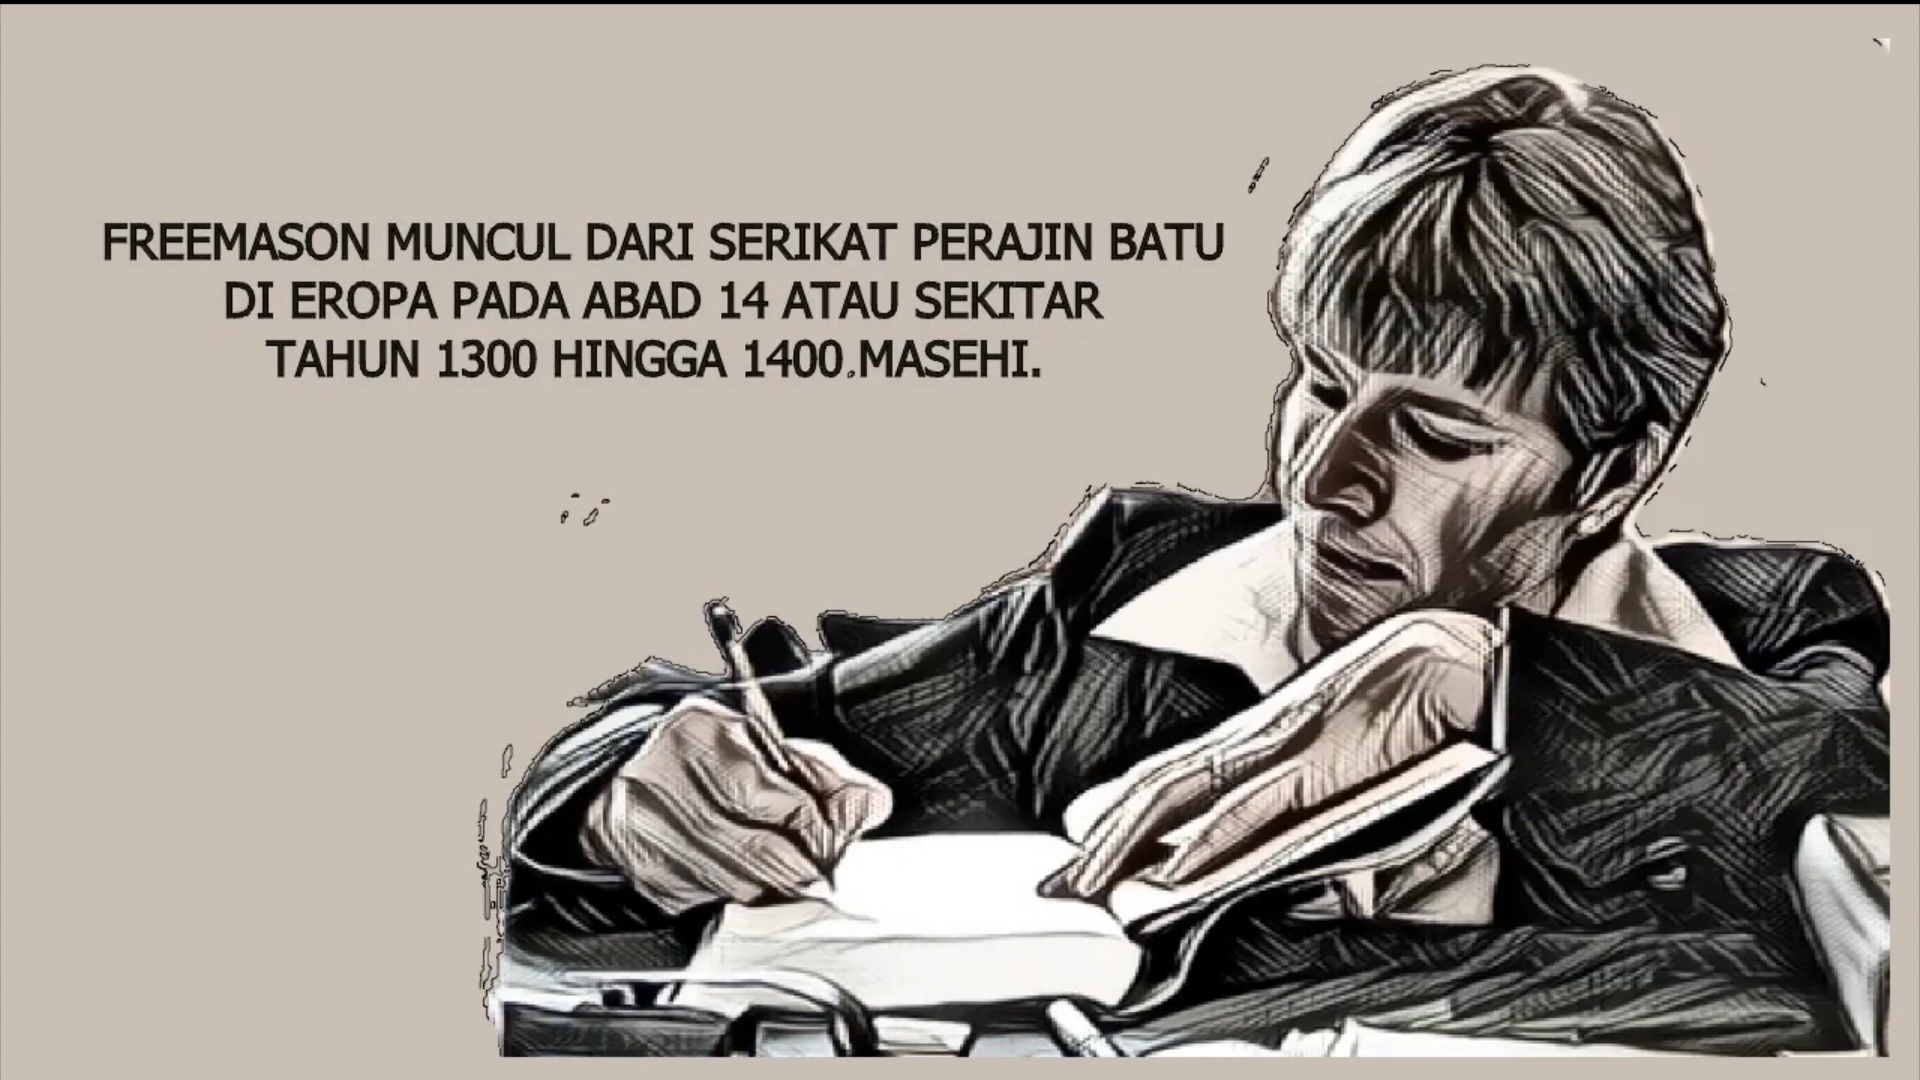 FREEMASON MUNCUL DARI SERIKAT PERAJIN BATU
DI EROPA PADA ABAD 14 ATAU SEKITAR
TAHUN 1300 HINGGA 1400 MASEHI.